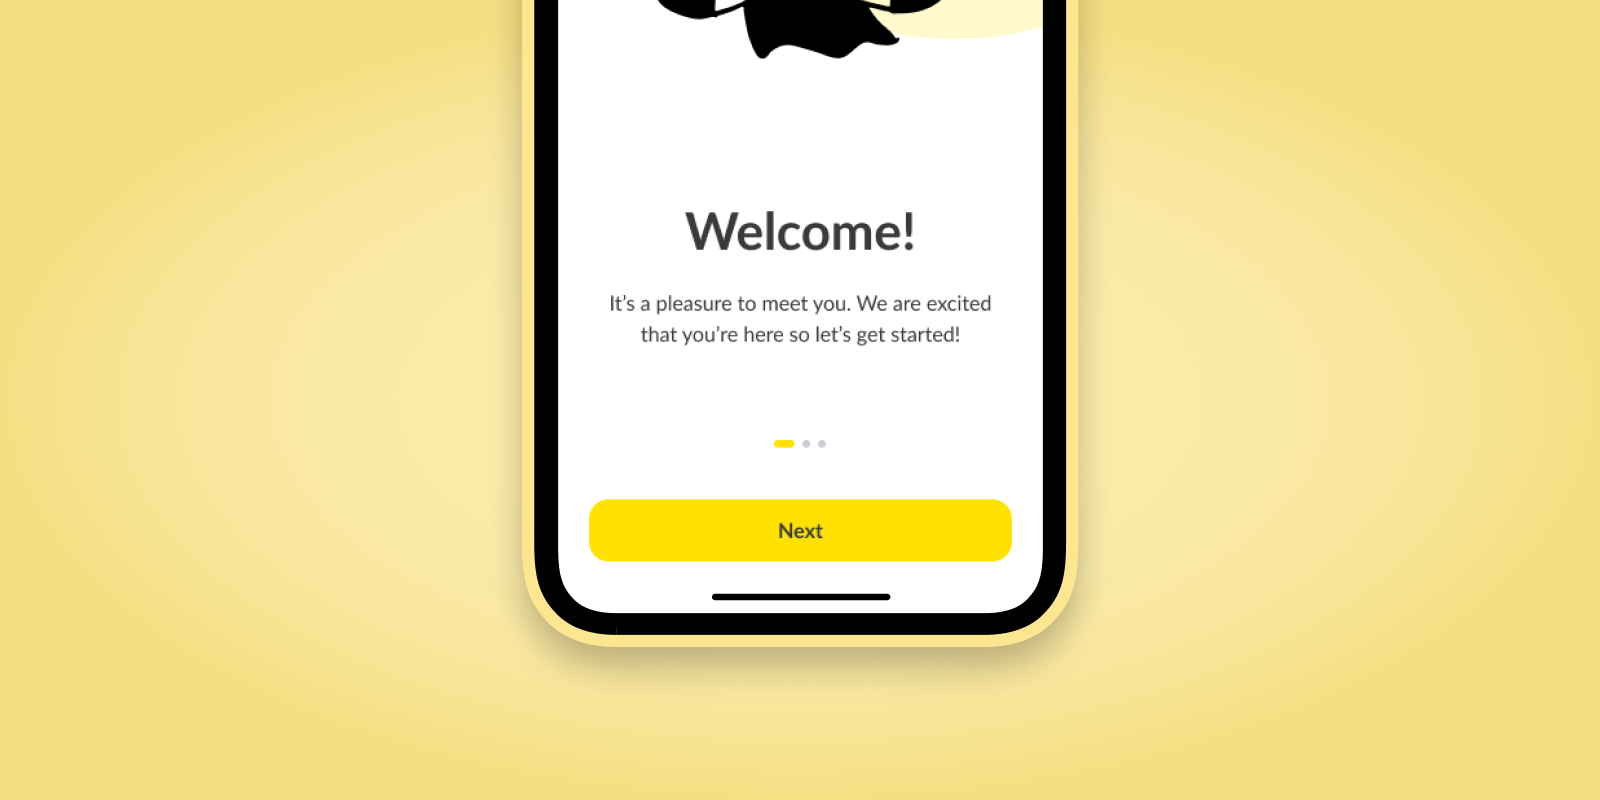 Welcome!
It’s a pleasure to meet you. We are excited
that you’re here so let’s get started!
Next